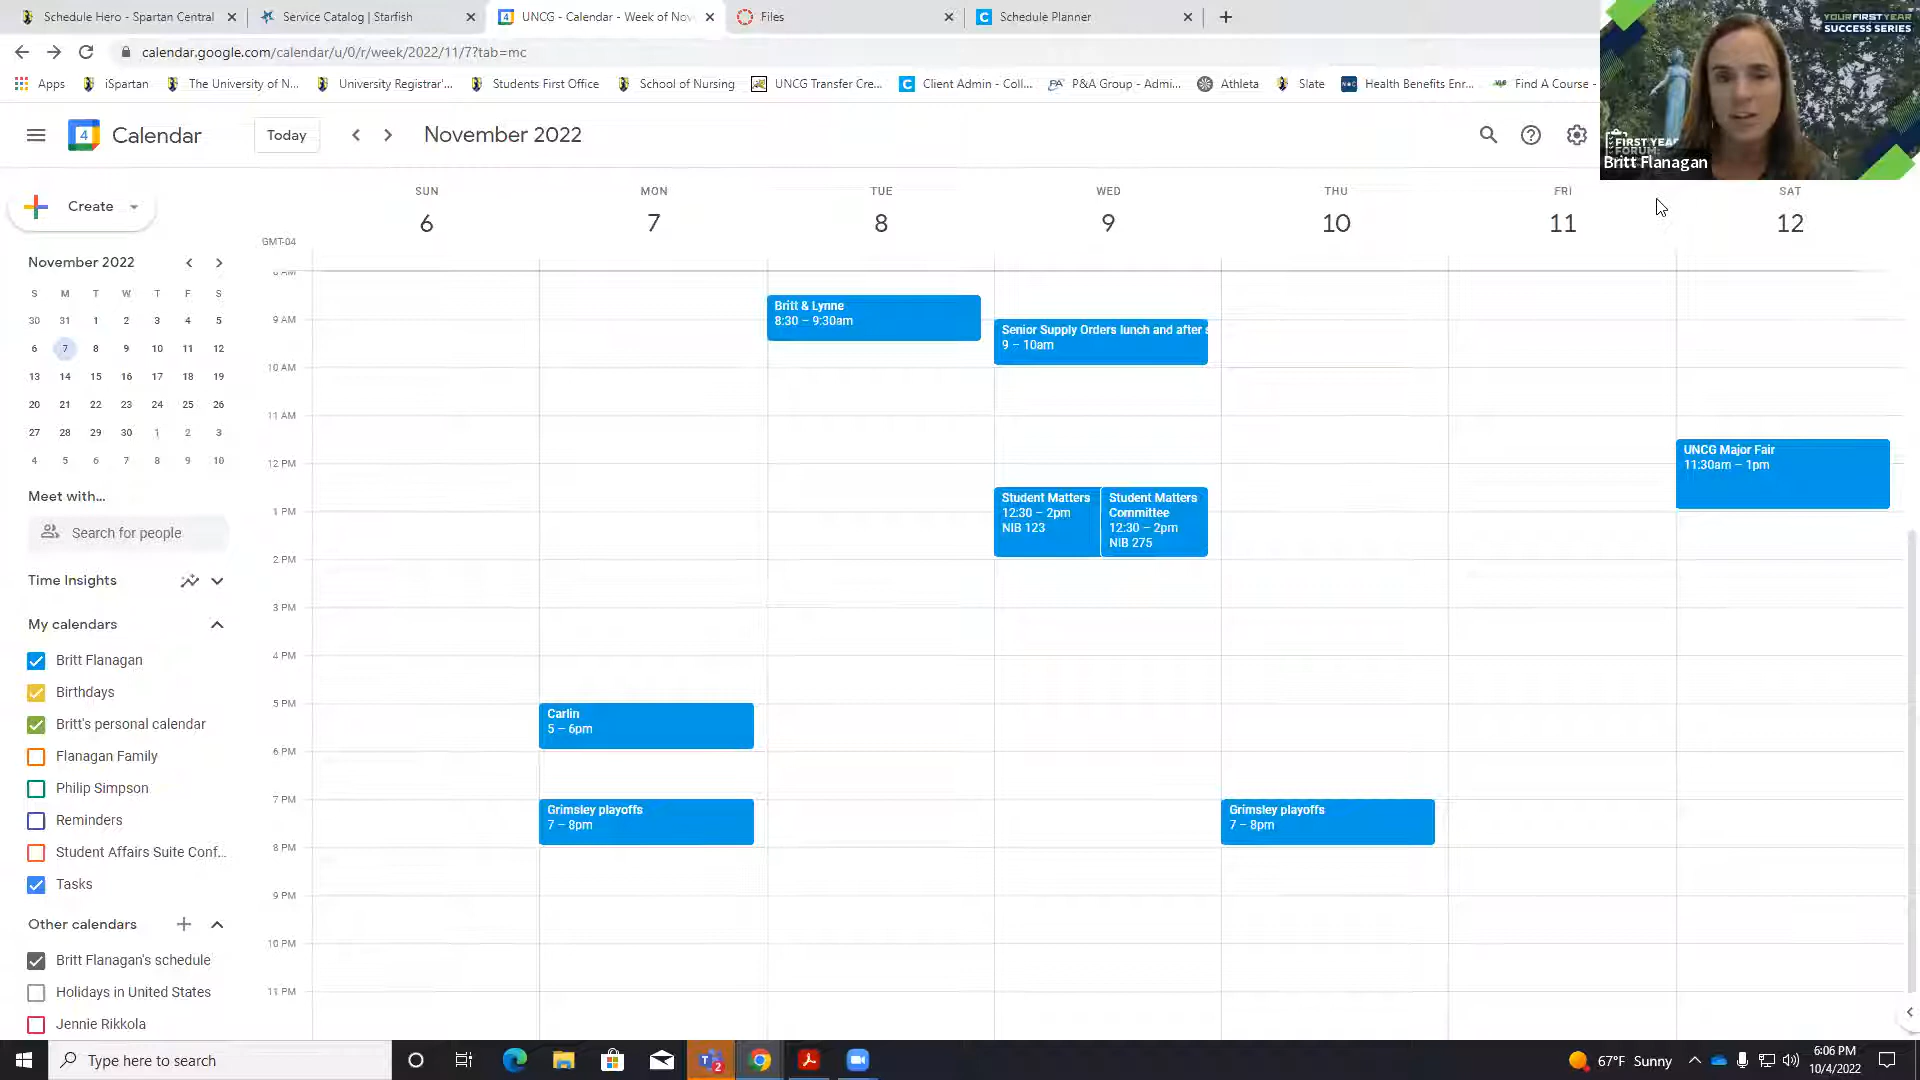 Schedule Hero - Spartan Central
Service Catalog | Starfish
UNCG - Calendar - Week of Nov
Files
Schedule Planner
calendar.google.com/calendar/u/0/r/week/2022/11/7?tab=mc
Apps
iSpartan
The University of N...
University Registrar'...
Students First Office
School of Nursing
UNCG Transfer Cre...
Client Admin - Coll...
P&A Group - Admi...
Athleta
Slate
Health Benefits Enr...
Find A Course -
YOUR FIRST YEAR
SUCCESS SERIES
FIRST YEAR
FORUM:
Britt Flanagan
4
Calendar
Today
November 2022
Create
SUN
MON
TUE
WED
THU
FRI
SAT
6
7
8
9
10
11
12
GMT-04
November 2022
S M T W T F S
30 31 1 2 3 4 5
6 7 8 9 10 11 12
13 14 15 16 17 18 19
20 21 22 23 24 25 26
27 28 29 30 1 2 3
4 5 6 7 8 9 10
Meet with...
Search for people
Time Insights
My calendars
Britt Flanagan
Birthdays
Britt's personal calendar
Flanagan Family
Philip Simpson
Reminders
Student Affairs Suite Conf...
Tasks
Other calendars
Britt Flanagan's schedule
Holidays in United States
Jennie Rikkola
8 AM
9 AM
10 AM
11 AM
12 PM
1 PM
2 PM
3 PM
4 PM
5 PM
6 PM
7 PM
8 PM
9 PM
10 PM
11 PM
Carlin
5 – 6pm
Grimsley playoffs
7 – 8pm
Britt & Lynne
8:30 – 9:30am
Senior Supply Orders lunch and after s
9 – 10am
Student Matters
12:30 – 2pm
NIB 123
Student Matters
Committee
12:30 – 2pm
NIB 275
Grimsley playoffs
7 – 8pm
UNCG Major Fair
11:30am – 1pm
Type here to search
2
67°F Sunny
6:06 PM
10/4/2022